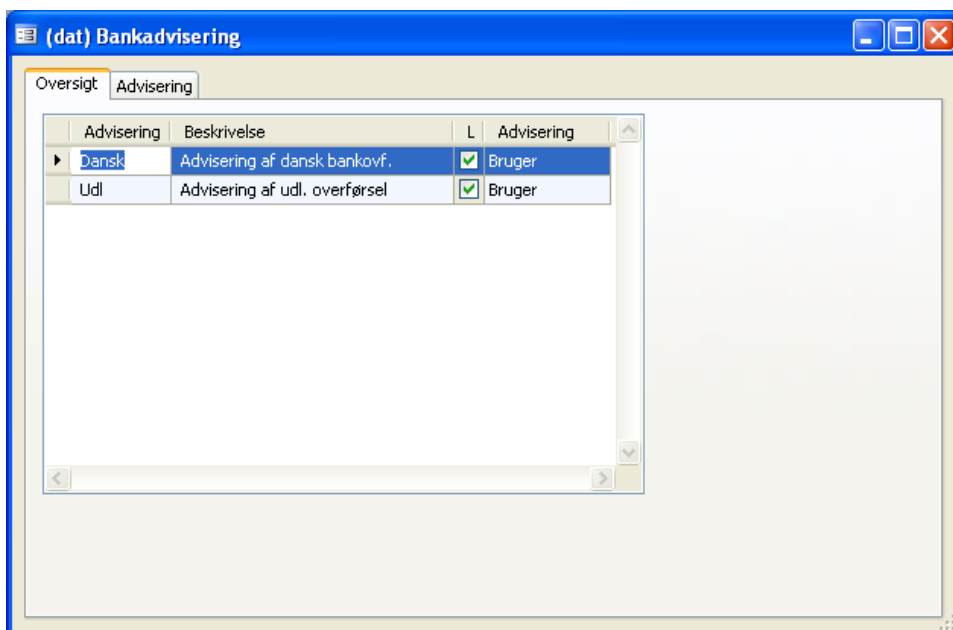 (dat) Bankadvisering
Oversigt Advisering
Advisering Beskrivelse L Advisering
Dansk Advisering af dansk bankovf. Bruger
Udl Advisering af udl. overførsel Bruger